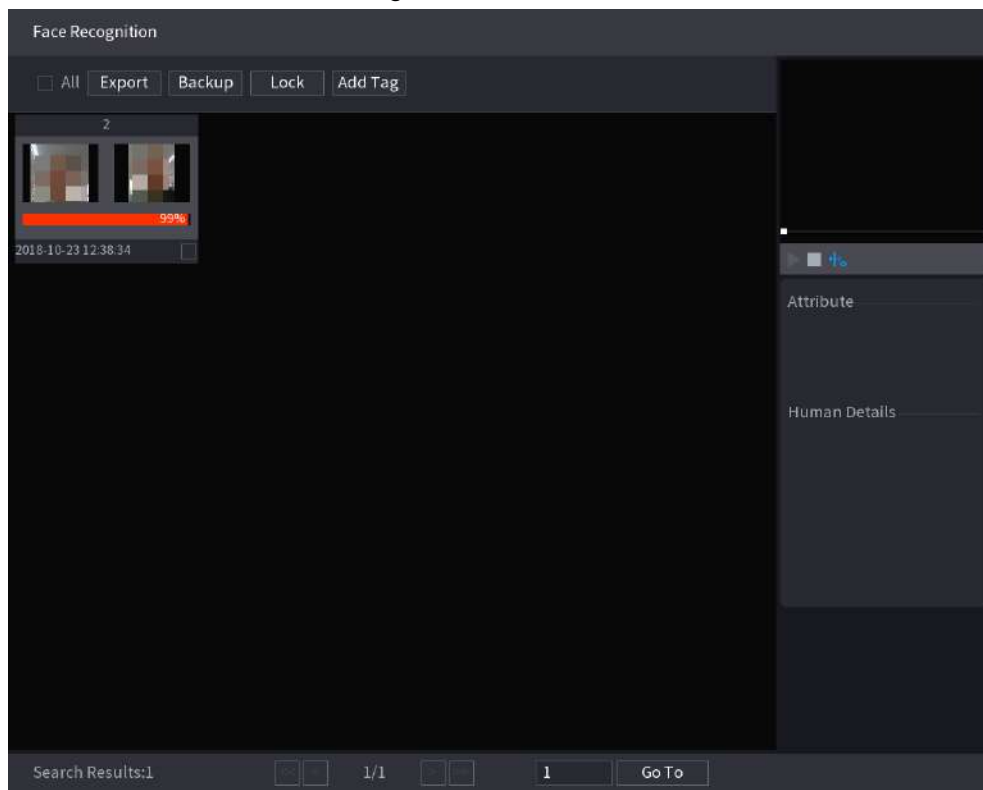 Face Recognition
All Export Backup Lock Add Tag
2
99%
2018-10-23 12:38:34
Attribute
Human Details
Search Results:1 1/1 1 Go To